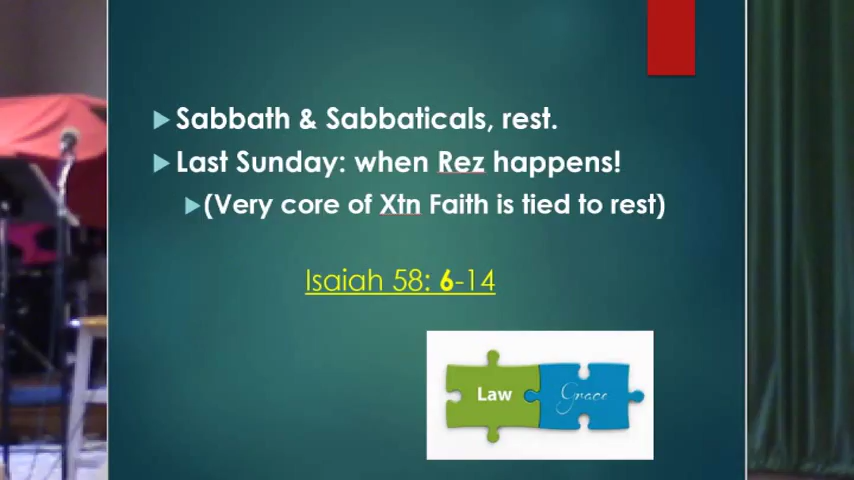 Sabbath & Sabbaticals, rest.
Last Sunday: when Rez happens!
(Very core of Xtn Faith is tied to rest)
Isaiah 58: 6-14
Law Grace